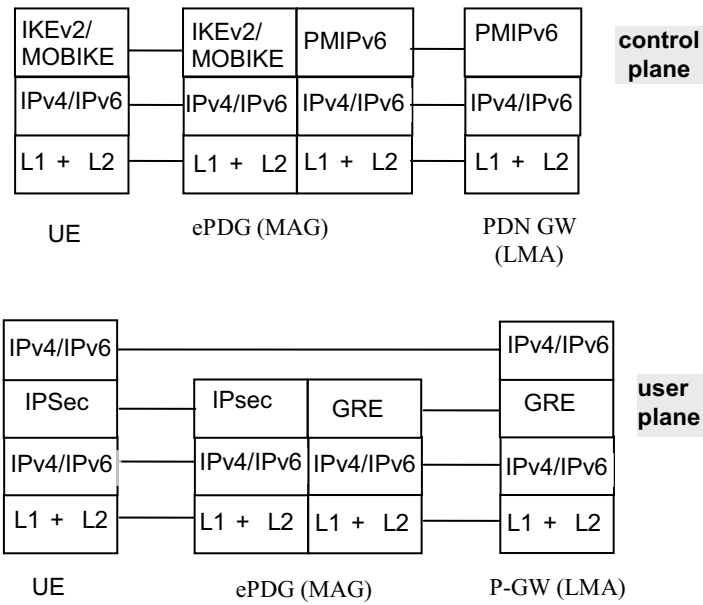 IKEv2/
MOBIKE
IKEv2/
MOBIKE
PMIPv6
PMIPv6
control
plane
IPv4/IPv6
IPv4/IPv6
IPv4/IPv6
IPv4/IPv6
L1 + L2
L1 + L2
L1 + L2
L1 + L2
UE
ePDG (MAG)
PDN GW
(LMA)
IPv4/IPv6
IPv4/IPv6
IPSec
IPsec
GRE
GRE
user
plane
IPv4/IPv6
IPv4/IPv6
IPv4/IPv6
IPv4/IPv6
L1 + L2
L1 + L2
L1 + L2
L1 + L2
UE
ePDG (MAG)
P-GW (LMA)